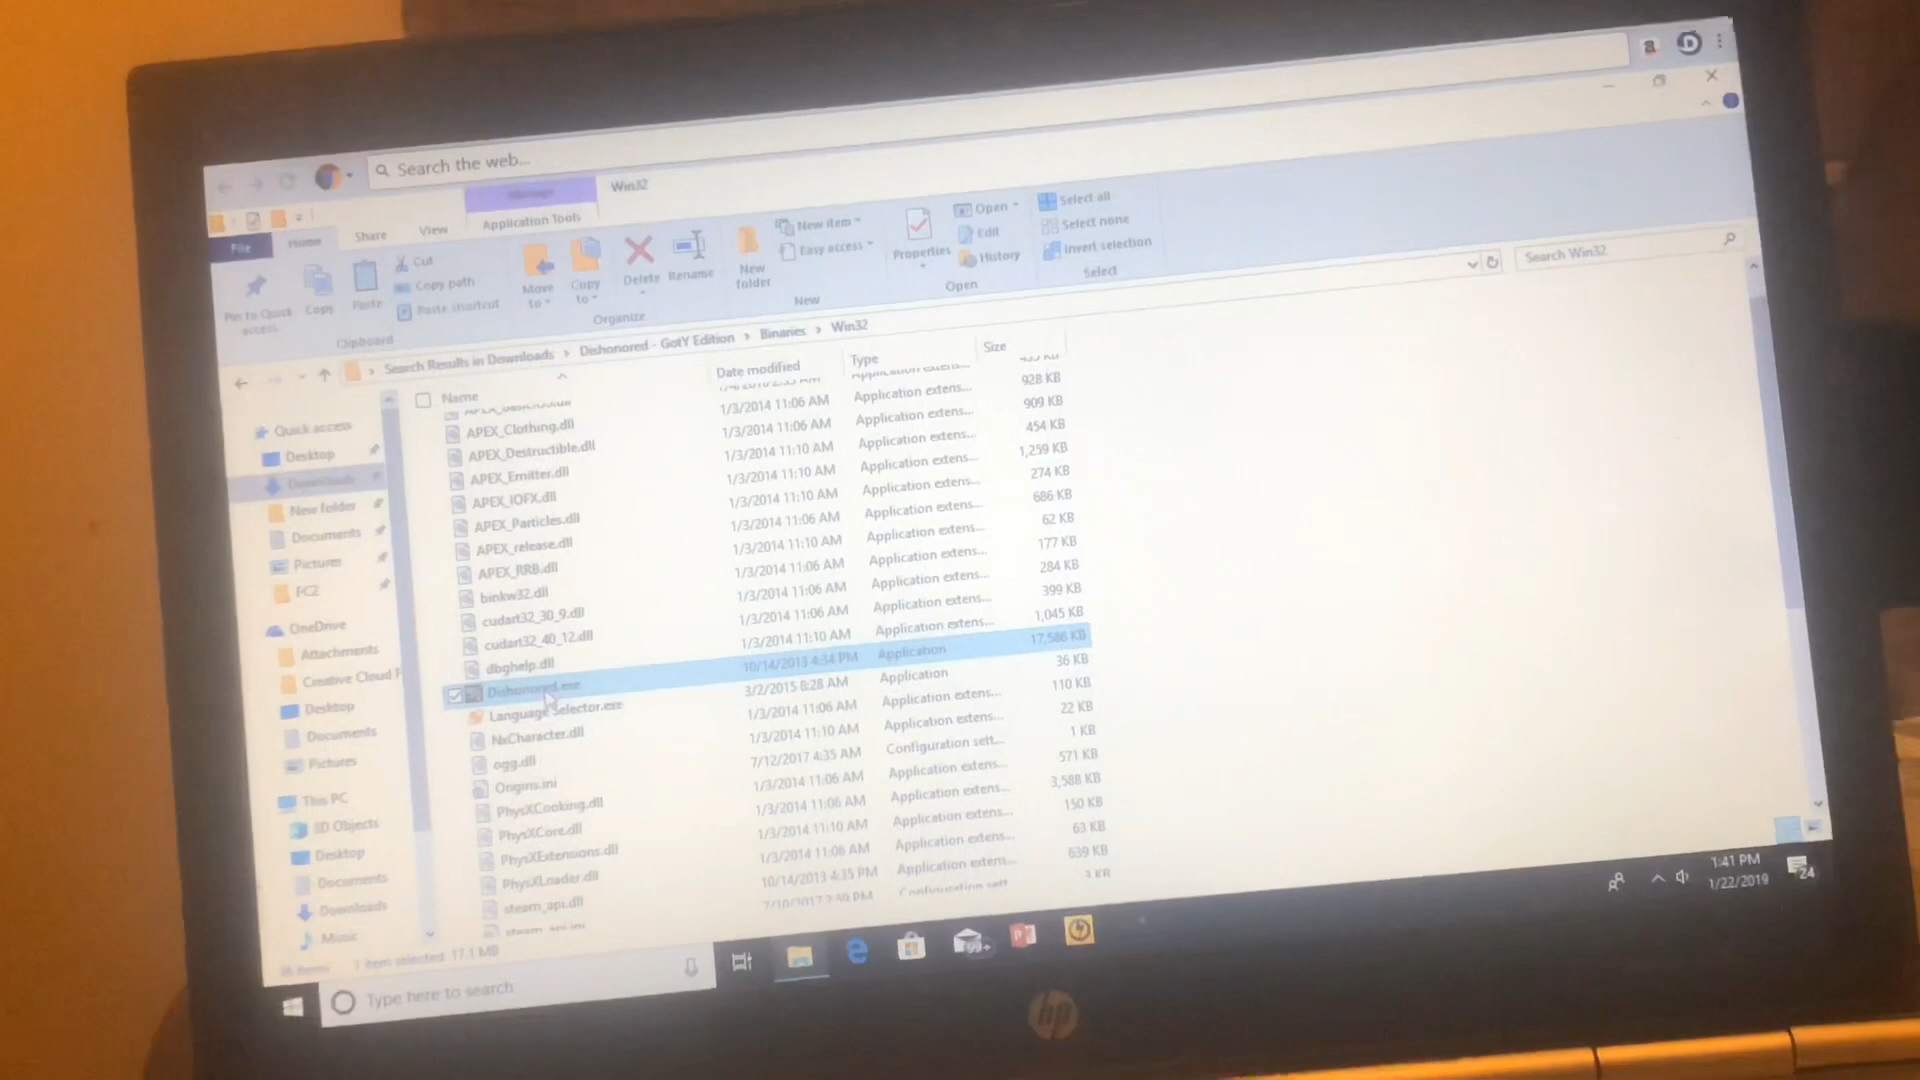 a
Search the web...
Manage
Win32
File
Home
Share
View
Application Tools
Pin to Quick access
Copy
Paste
Cut
Copy path
Paste shortcut
Clipboard
Move to
Copy to
Delete
Rename
Organize
New folder
New item
Easy access
New
Properties
Open
Edit
History
Open
Select all
Select none
Invert selection
Select
Search Results in Downloads > Dishonored - GotY Edition > Binaries > Win32
Search Win32
Name
Date modified
Type
Size
Quick access
Desktop
Downloads
New folder
Documents
Pictures
FC2
OneDrive
Attachments
Creative Cloud F
Desktop
Documents
Pictures
This PC
3D Objects
Desktop
Documents
Downloads
Music
APEX_Clothing.dll
APEX_Destructible.dll
APEX_Emitter.dll
APEX_IOFX.dll
APEX_Particles.dll
APEX_release.dll
APEX_RRB.dll
binkw32.dll
cudart32_30_9.dll
cudart32_40_12.dll
dbghelp.dll
Dishonored.exe
Language Selector.exe
NxCharacter.dll
ogg.dll
Origins.ini
PhysXCooking.dll
PhysXCore.dll
PhysXExtensions.dll
PhysXLoader.dll
steam_api.dll
steam_api.ini
1/3/2014 11:06 AM
1/3/2014 11:06 AM
1/3/2014 11:10 AM
1/3/2014 11:10 AM
1/3/2014 11:10 AM
1/3/2014 11:06 AM
1/3/2014 11:10 AM
1/3/2014 11:06 AM
1/3/2014 11:06 AM
1/3/2014 11:06 AM
1/3/2014 11:10 AM
10/14/2013 4:34 PM
3/2/2015 8:28 AM
1/3/2014 11:06 AM
1/3/2014 11:10 AM
7/12/2017 4:35 AM
1/3/2014 11:06 AM
1/3/2014 11:06 AM
1/3/2014 11:10 AM
1/3/2014 11:06 AM
10/14/2013 4:35 PM
Application extens...
Application extens...
Application extens...
Application extens...
Application extens...
Application extens...
Application extens...
Application extens...
Application extens...
Application extens...
Application extens...
Application
Application
Application extens...
Application extens...
Configuration sett...
Application extens...
Application extens...
Application extens...
Application extens...
Application extens...
Configuration sett
928 KB
909 KB
454 KB
1,259 KB
274 KB
686 KB
62 KB
177 KB
284 KB
399 KB
1,045 KB
17,586 KB
36 KB
110 KB
22 KB
1 KB
571 KB
3,588 KB
150 KB
63 KB
639 KB
1 item selected 17.1 MB
Type here to search
99+
1:41 PM
1/22/2019
24
hp